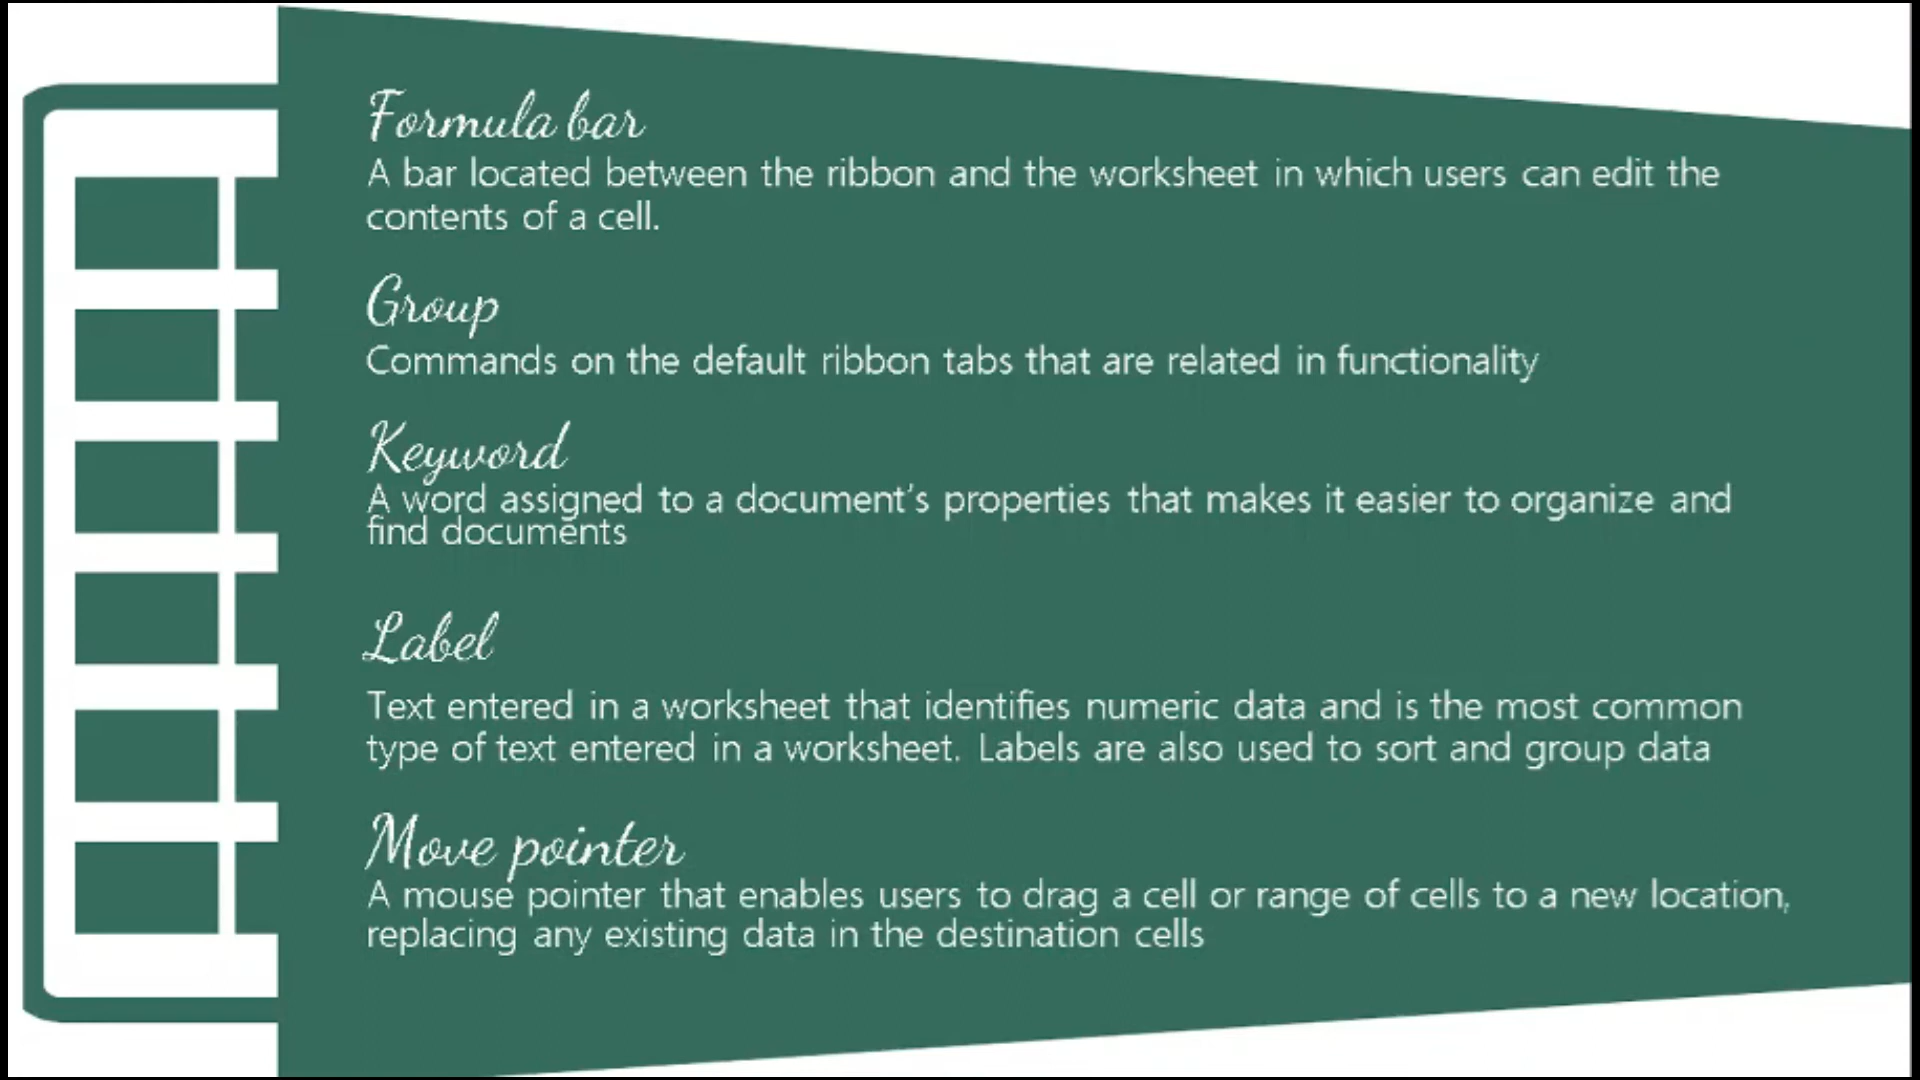 Formula bar
A bar located between the ribbon and the worksheet in which users can edit the
contents of a cell.
Group
Commands on the default ribbon tabs that are related in functionality
Keyword
A word assigned to a document’s properties that makes it easier to organize and
find documents
Label
Text entered in a worksheet that identifies numeric data and is the most common
type of text entered in a worksheet. Labels are also used to sort and group data
Move pointer
A mouse pointer that enables users to drag a cell or range of cells to a new location,
replacing any existing data in the destination cells